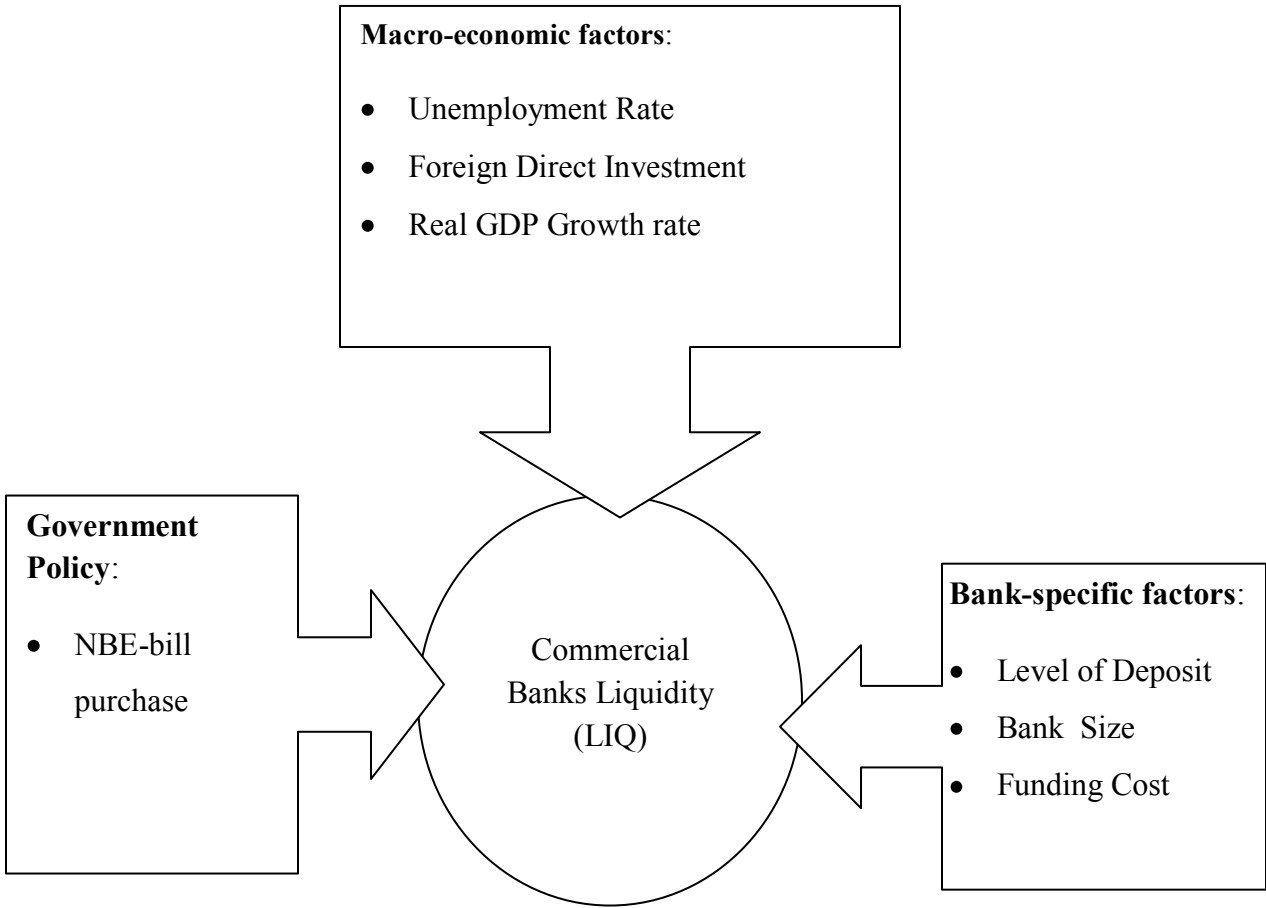 Macro-economic factors:
• Unemployment Rate
• Foreign Direct Investment
• Real GDP Growth rate
Government
Policy:
• NBE-bill
purchase
Commercial
Banks Liquidity
(LIQ)
Bank-specific factors:
• Level of Deposit
• Bank Size
• Funding Cost